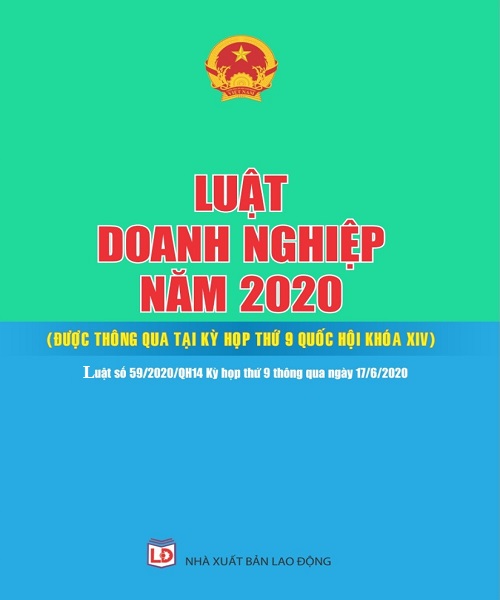 VIỆT NAM
LUẬT
DOANH NGHIỆP
NĂM 2020
(ĐƯỢC THÔNG QUA TẠI KỲ HỌP THỨ 9 QUỐC HỘI KHÓA XIV)
Luật số 59/2020/QH14 Kỳ họp thứ 9 thông qua ngày 17/6/2020
LĐ
NHÀ XUẤT BẢN LAO ĐỘNG